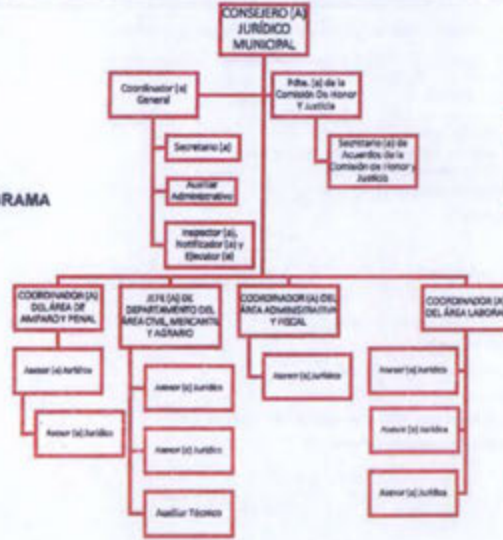 CONSEJERO (A)
JURÍDICO
MUNICIPAL
Coordinador (a)
General
Pdte. (a) de la
Comisión De Honor
Y Justicia
Secretario (a)
Secretario (a) de
Acuerdos de la
Comisión de Honor y
Justicia
Auxiliar
Administrativo
RAMA
Inspector (a),
Notificador (a) y
Ejecutor (a)
COORDINADOR (A)
DEL ÁREA DE
AMPARO Y PENAL
JEFE (A) DE
DEPARTAMENTO DEL
ÁREA CIVIL, MERCANTIL
Y AGRARIO
COORDINADOR (A) DEL
ÁREA ADMINISTRATIVA
Y FISCAL
COORDINADOR (A)
DEL ÁREA LABORA
Asesor (a) Jurídico
Asesor (a) Jurídico
Asesor (a) Jurídico
Asesor (a) Jurídico
Asesor (a) Jurídico
Asesor (a) Jurídico
Asesor (a) Jurídico
Auxiliar Técnico
Asesor (a) Jurídico